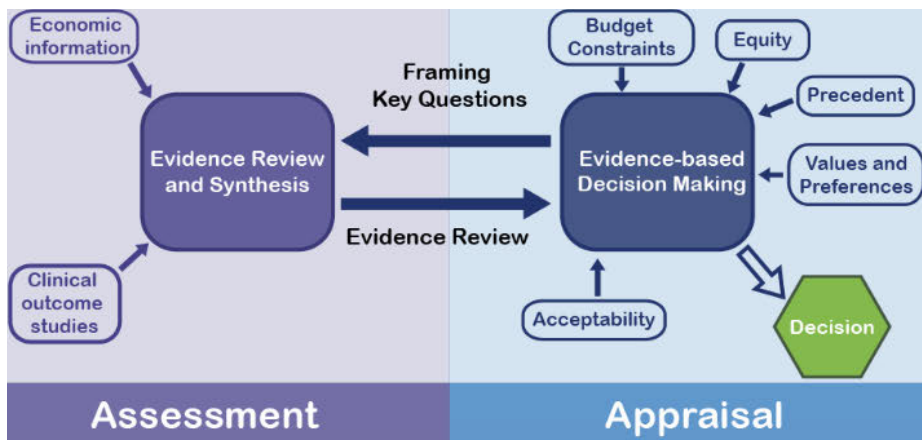 Economic
information
Clinical
outcome
studies
Evidence Review
and Synthesis
Framing
Key Questions
Evidence Review
Budget
Constraints
Equity
Precedent
Values and
Preferences
Evidence-based
Decision Making
Acceptability
Decision
Assessment
Appraisal